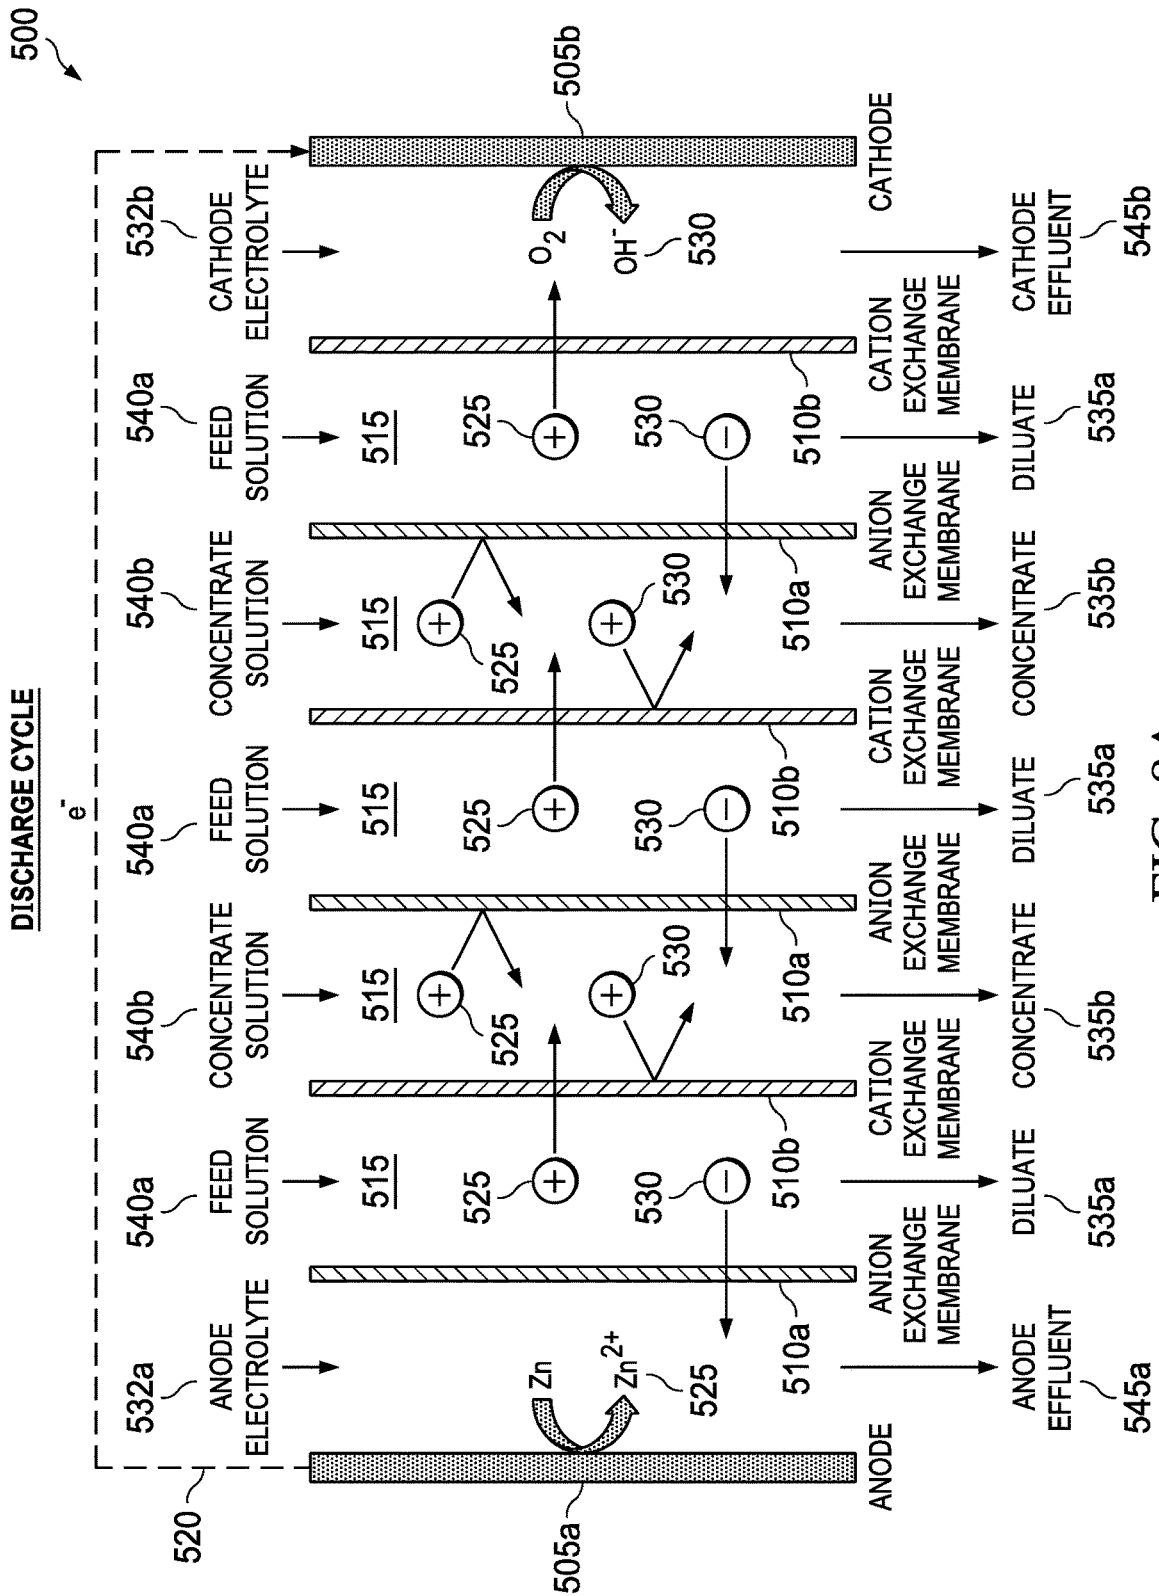 500
DISCHARGE CYCLE
e-
520
532a
540a
540b
540a
540b
540a
532b
ANODE
ELECTROLYTE
FEED
SOLUTION
CONCENTRATE
SOLUTION
FEED
SOLUTION
CONCENTRATE
SOLUTION
FEED
SOLUTION
CATHODE
ELECTROLYTE
515
515
515
515
515
525
525
525
525
525
+
+
+
+
+
Zn
Zn2+
525
O2
OH-
530
+
+
530
530
530
530
530
−
−
−
505a
505b
510a
510b
510a
510b
510a
510b
ANODE
ANION
EXCHANGE
MEMBRANE
CATION
EXCHANGE
MEMBRANE
ANION
EXCHANGE
MEMBRANE
CATION
EXCHANGE
MEMBRANE
ANION
EXCHANGE
MEMBRANE
CATION
EXCHANGE
MEMBRANE
CATHODE
ANODE
EFFLUENT
DILUATE
CONCENTRATE
DILUATE
CONCENTRATE
DILUATE
CATHODE
EFFLUENT
545a
535a
535b
535a
535b
535a
545b
FIG.